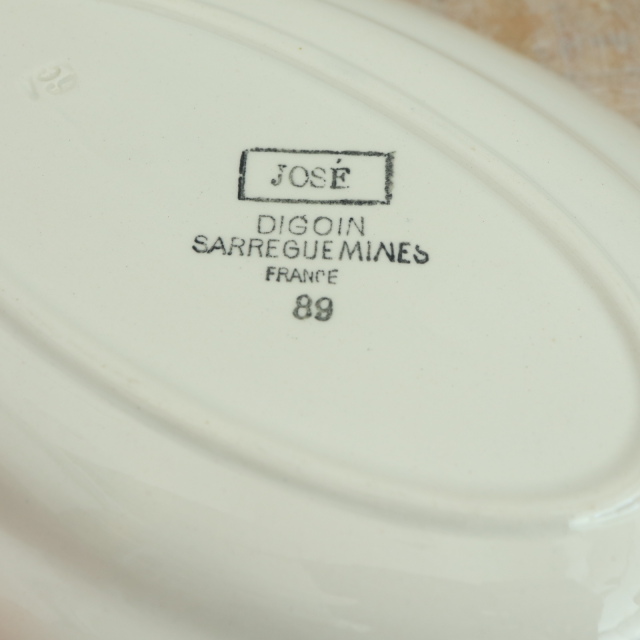 JOSÉ
DIGOIN
SARREGUEMINES
FRANCE
89